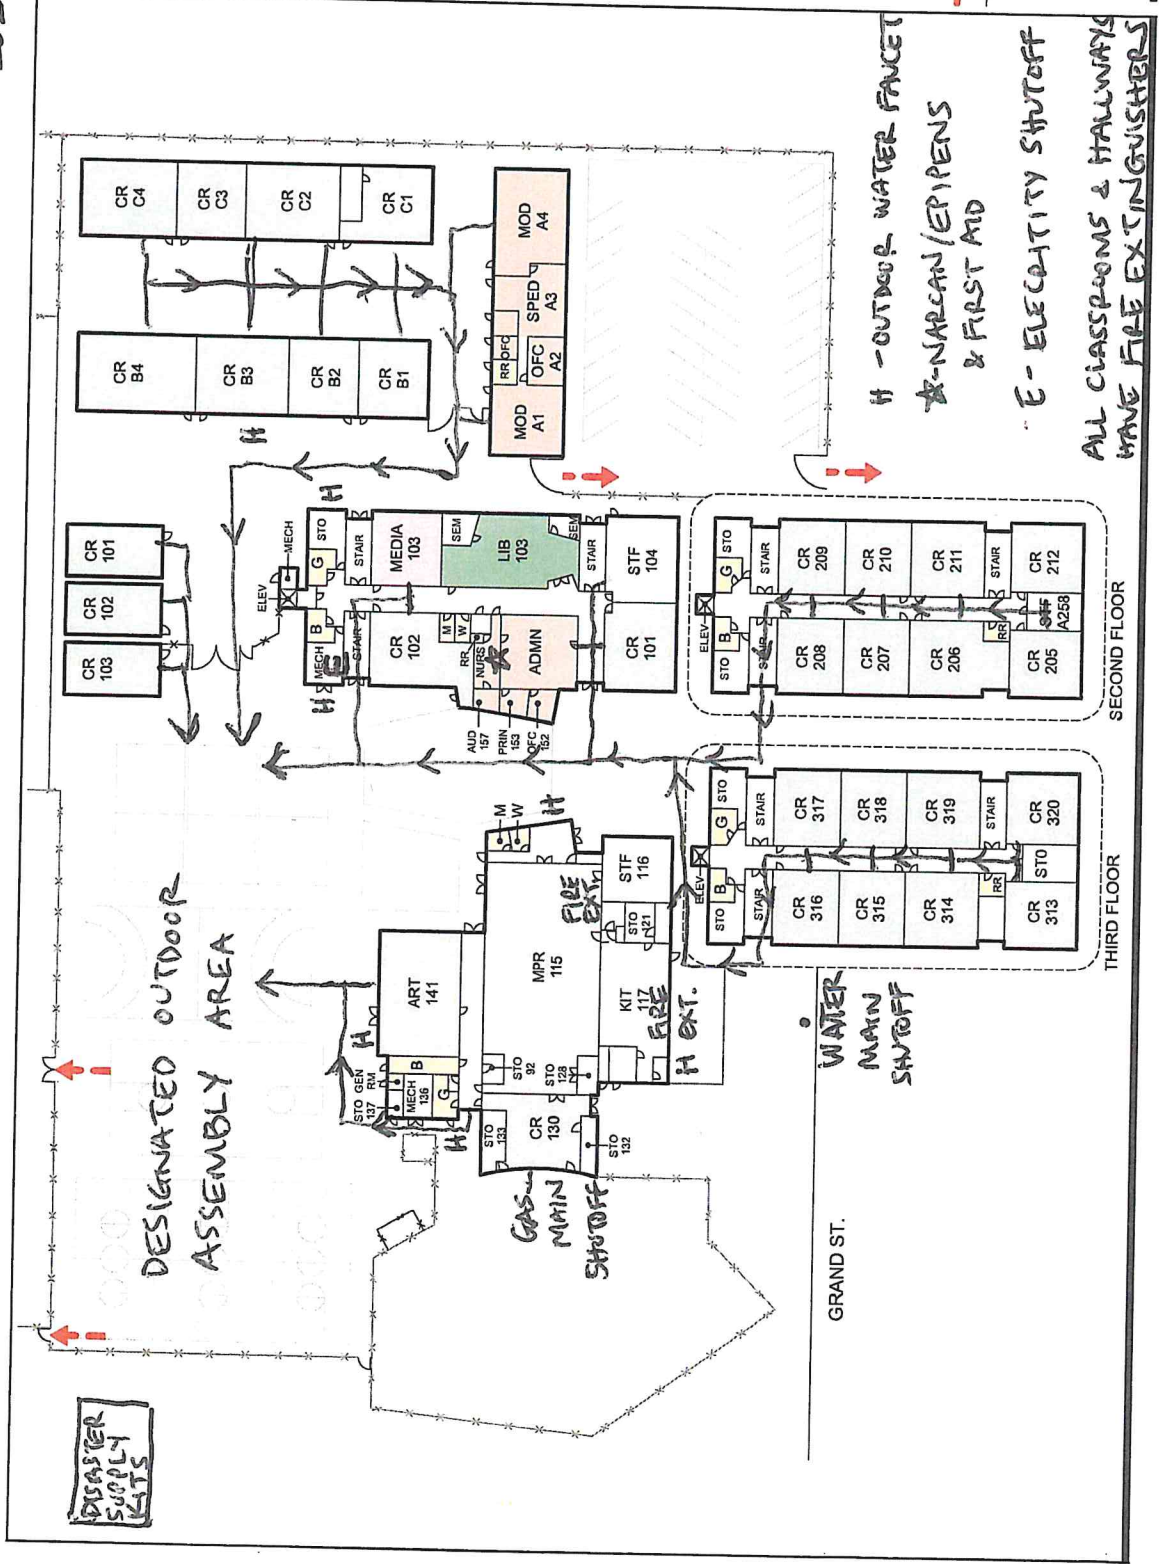 DISASTER
SUPPLY
KITS
DESIGNATED OUTDOOR
ASSEMBLY AREA
CR
103
CR
102
CR
101
CR
B4
CR
B3
CR
B2
CR
B1
CR
C4
CR
C3
CR
C2
CR
C1
H
H
H
H
H
H
H
H
STO
137
GEN
RM
MECH
136
B
G
ART
141
STO
133
CR
130
STO
132
STO
92
STO
128
MPR
115
M
W
FIRE
EXT
STF
116
STO
121
KIT
117
FIRE
EXT.
GAS
MAIN
SHUTOFF
ELEV
MECH
B
G
STO
MECH
E
STAIR
STAIR
CR
102
MEDIA
103
M
W
RR
NURS
SEM
LIB
103
SEM
AUD
157
PRIN
153
OFC
152
ADMN
STAIR
CR
101
STF
104
MOD
A1
RR
OFC
OFC
A2
SPED
A3
MOD
A4
ELEV
STO
B
G
STO
STAIR
STAIR
CR
316
CR
317
CR
315
CR
318
CR
314
CR
319
RR
STAIR
CR
313
STO
CR
320
THIRD FLOOR
ELEV
STO
B
G
STO
STAIR
STAIR
CR
208
CR
209
CR
207
CR
210
CR
206
CR
211
RR
STAIR
CR
205
STF
A258
CR
212
SECOND FLOOR
WATER
MAIN
SHUTOFF
GRAND ST.
H - OUTDOOR WATER FAUCET
☆-NARCAN/EPIPENS
& FIRST AID
E - ELECRITITY SHUTOFF
ALL CLASSROOMS & HALLWAYS
HAVE FIRE EXTINGUISHERS